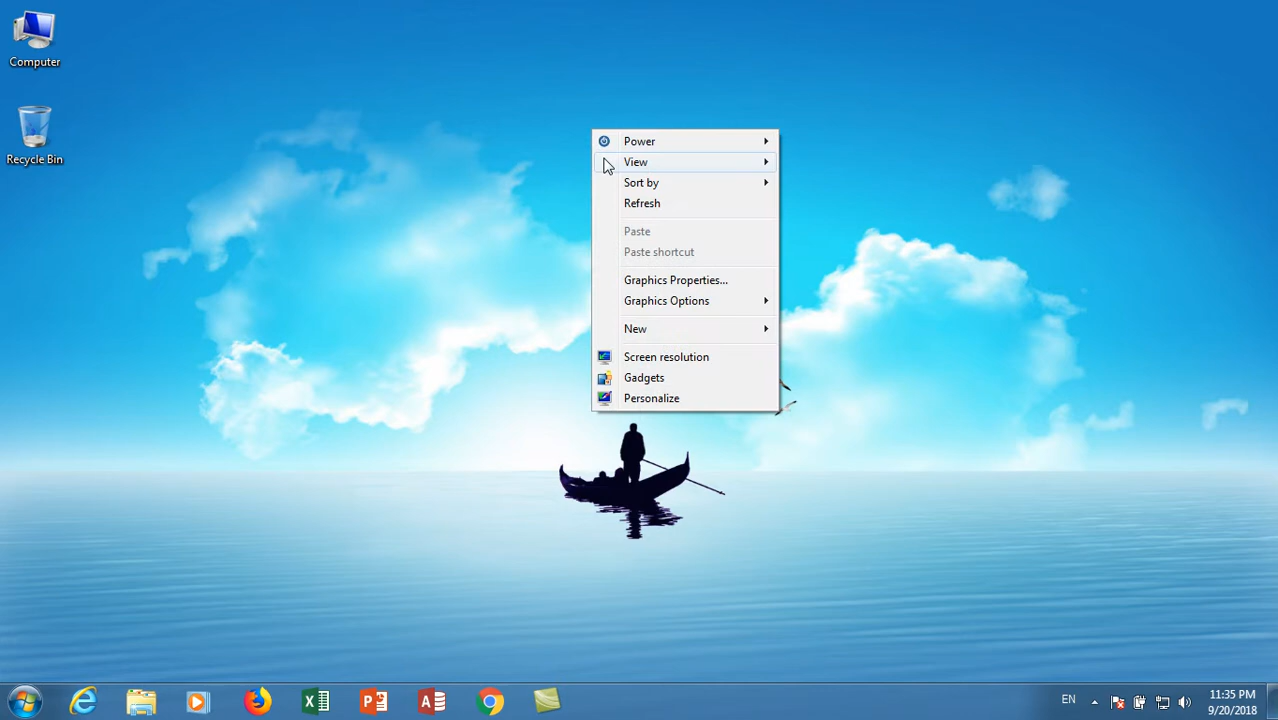 Computer
Recycle Bin
Power
View
Sort by
Refresh
Paste
Paste shortcut
Graphics Properties...
Graphics Options
New
Screen resolution
Gadgets
Personalize
EN
11:35 PM
9/20/2018